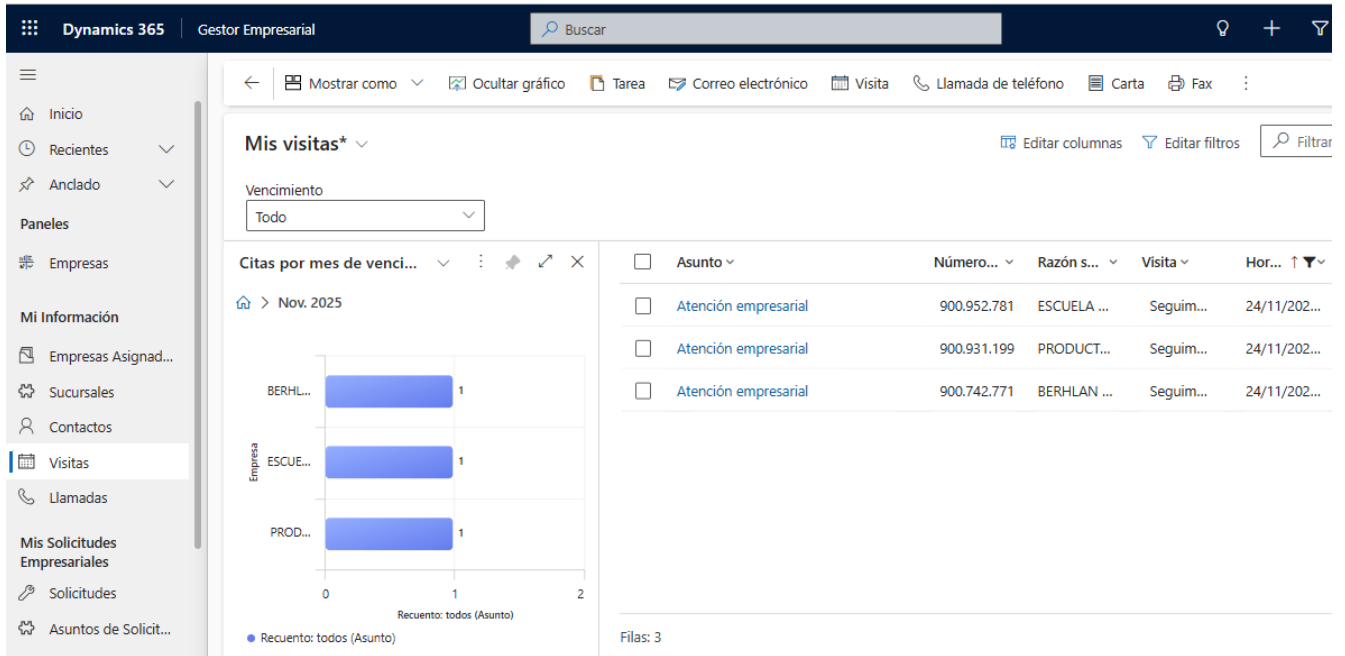 Dynamics 365 Gestor Empresarial Buscar
Mostrar como Ocultar gráfico Tarea Correo electrónico Visita Llamada de teléfono Carta Fax
Inicio
Recientes
Anclado
Paneles
Empresas
Mi Información
Empresas Asignad...
Sucursales
Contactos
Visitas
Llamadas
Mis Solicitudes
Empresariales
Solicitudes
Asuntos de Solicit...
Mis visitas*
Editar columnas Editar filtros Filtrar
Vencimiento
Todo
Citas por mes de venci...
> Nov. 2025
Empresa
BERHL... 1
ESCUE... 1
PROD... 1
0 1 2
Recuento: todos (Asunto)
Recuento: todos (Asunto)
Asunto Número... Razón s... Visita Hor...
Atención empresarial 900.952.781 ESCUELA ... Seguim... 24/11/202...
Atención empresarial 900.931.199 PRODUCT... Seguim... 24/11/202...
Atención empresarial 900.742.771 BERHLAN ... Seguim... 24/11/202...
Filas: 3